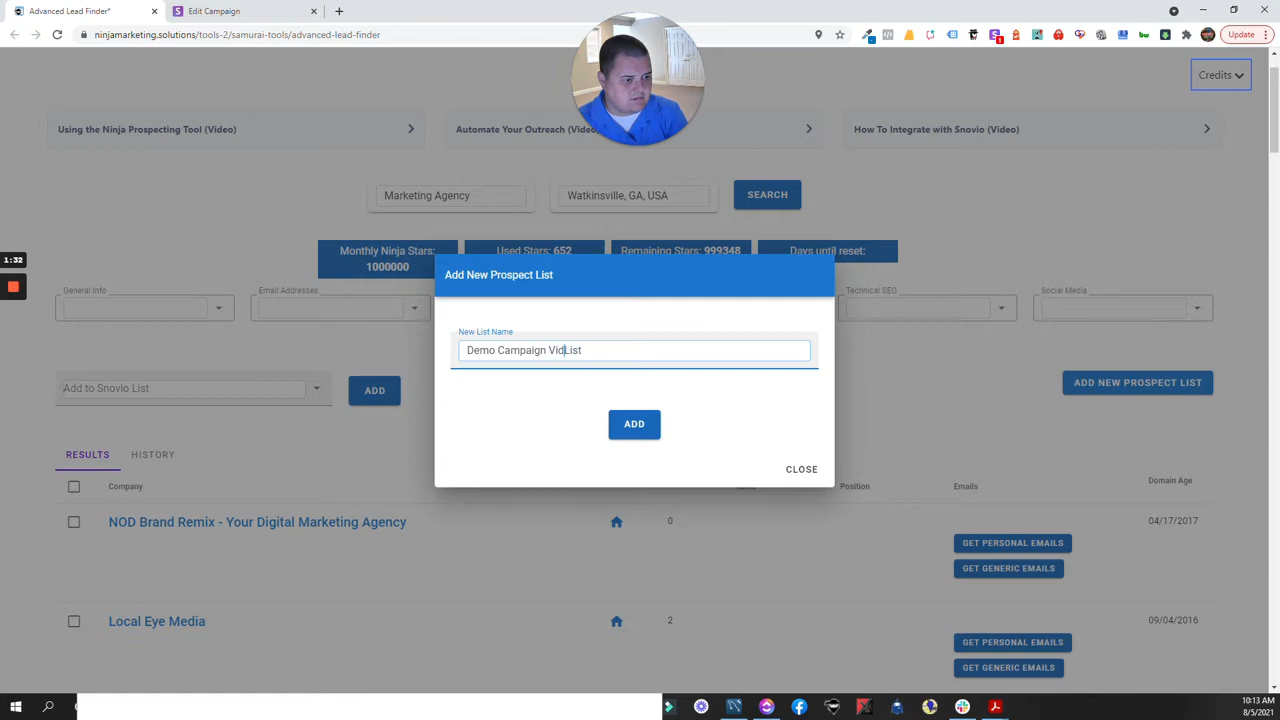 Advanced Lead Finder*
Edit Campaign
ninjamarketing.solutions/tools-2/samurai-tools/advanced-lead-finder
Update
Credits
Using the Ninja Prospecting Tool (Video)
Automate Your Outreach (Video)
How To Integrate with Snovio (Video)
Marketing Agency
Watkinsville, GA, USA
SEARCH
Monthly Ninja Stars:
1000000
Used Stars: 652
Remaining Stars: 999348
Days until reset:
1:32
Add New Prospect List
General Info
Email Addresses
Technical SEO
Social Media
New List Name
Demo Campaign VidList
Add to Snovio List
ADD
ADD NEW PROSPECT LIST
ADD
CLOSE
RESULTS
HISTORY
Company
Name
Position
Emails
Domain Age
NOD Brand Remix - Your Digital Marketing Agency
0
04/17/2017
GET PERSONAL EMAILS
GET GENERIC EMAILS
Local Eye Media
2
09/04/2016
GET PERSONAL EMAILS
GET GENERIC EMAILS
10:13 AM
8/5/2021